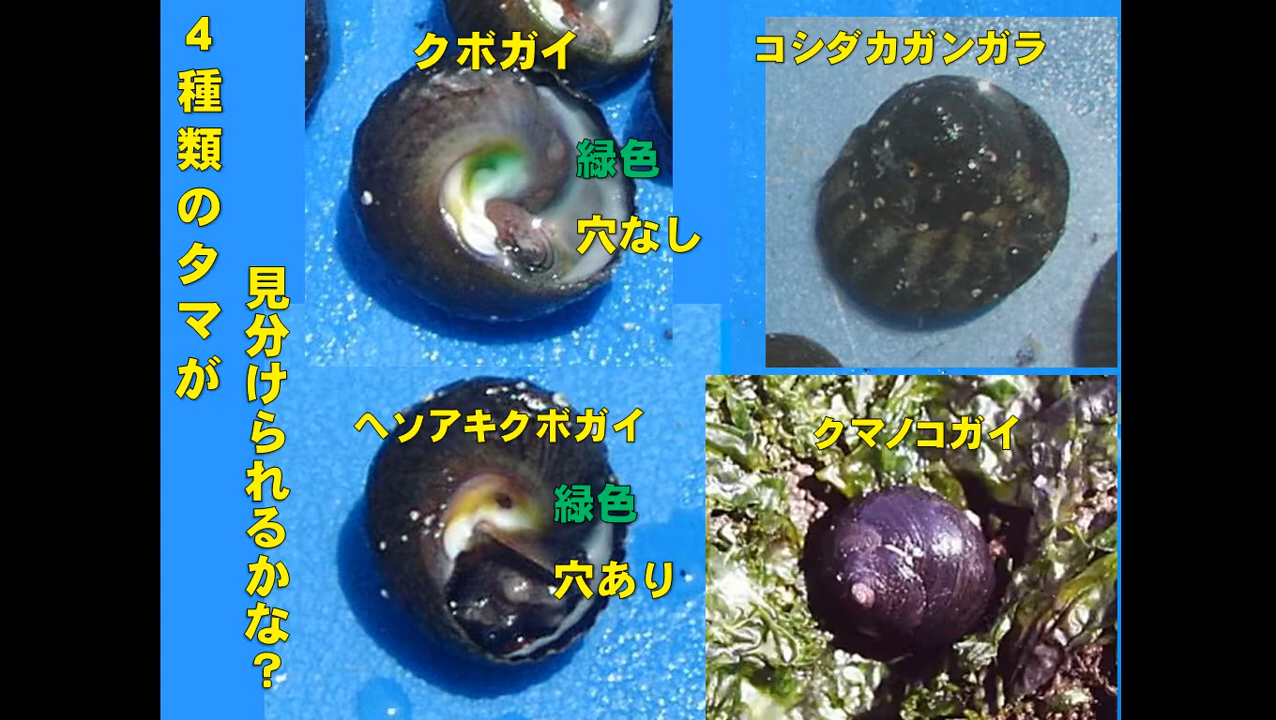 ４種類のタマが
見分けられるかな？
クボガイ
緑色
穴なし
コシダカガンガラ
ヘソアキクボガイ
緑色
穴あり
クマノコガイ